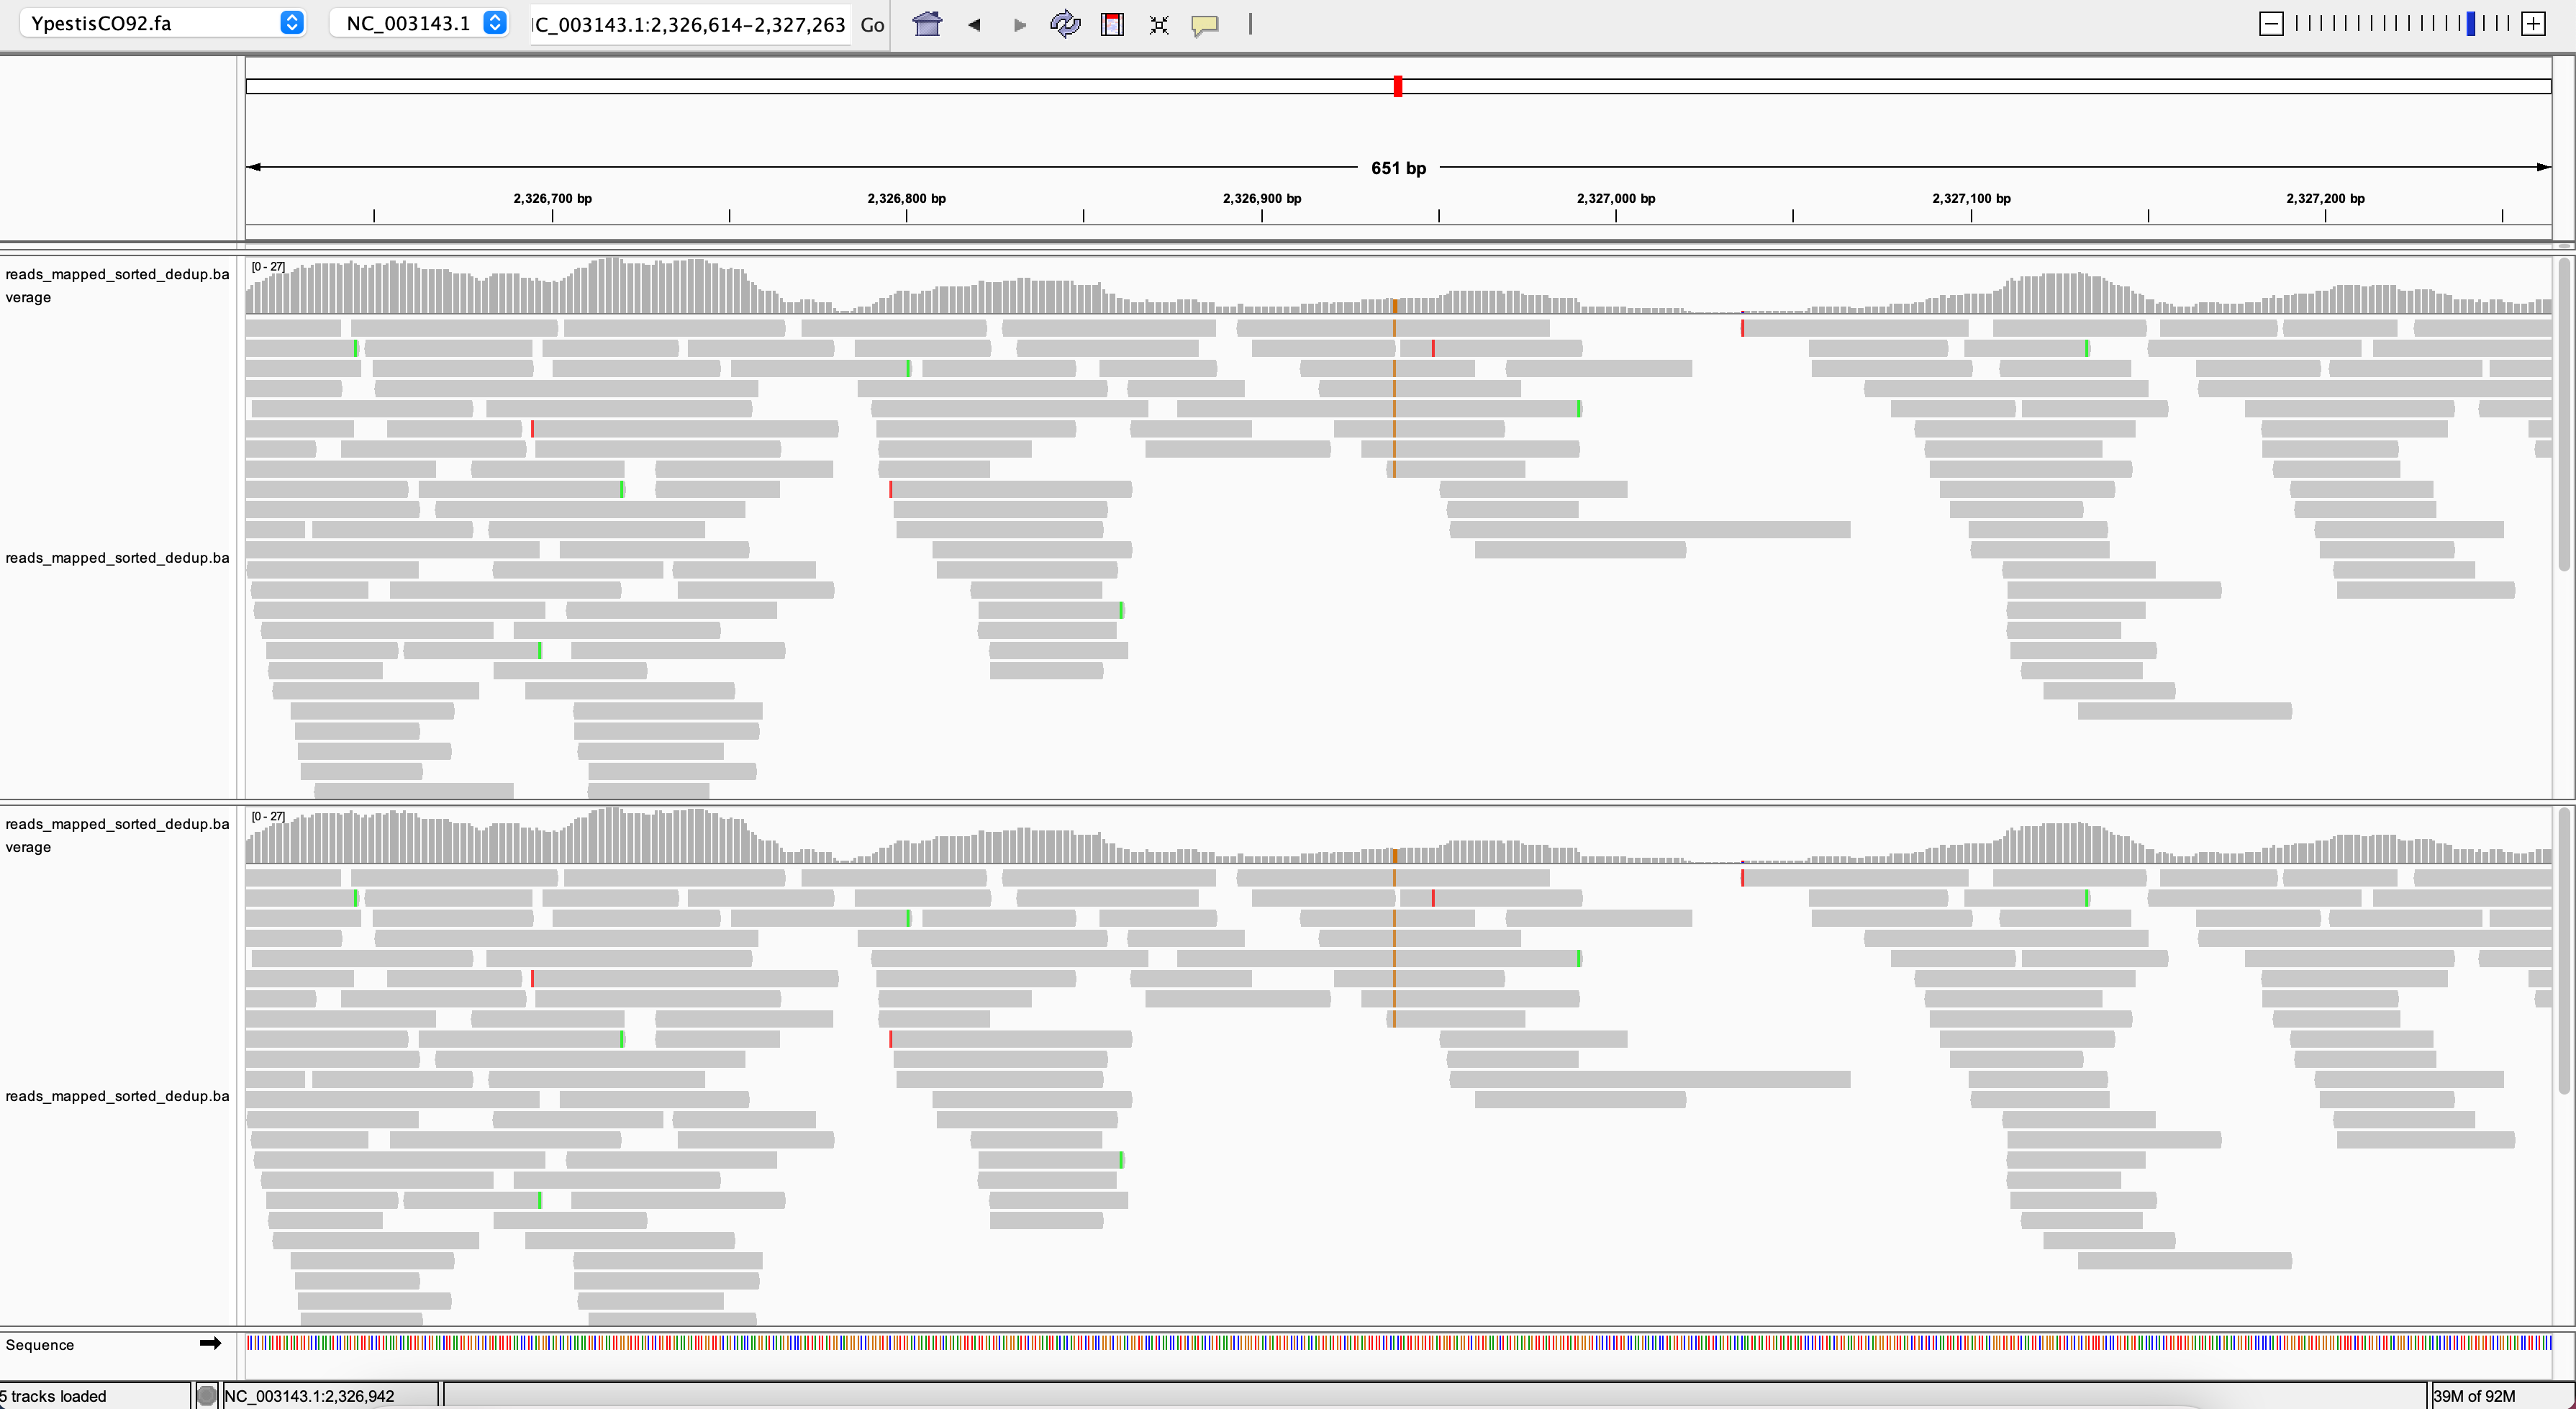 YpestisCO92.fa NC_003143.1 C_003143.1:2,326,614-2,327,263 Go
651 bp
2,326,700 bp 2,326,800 bp 2,326,900 bp 2,327,000 bp 2,327,100 bp 2,327,200 bp
reads_mapped_sorted_dedup.ba
verage
[0 - 27]
reads_mapped_sorted_dedup.ba
reads_mapped_sorted_dedup.ba
verage
[0 - 27]
reads_mapped_sorted_dedup.ba
Sequence
5 tracks loaded NC_003143.1:2,326,942 39M of 92M